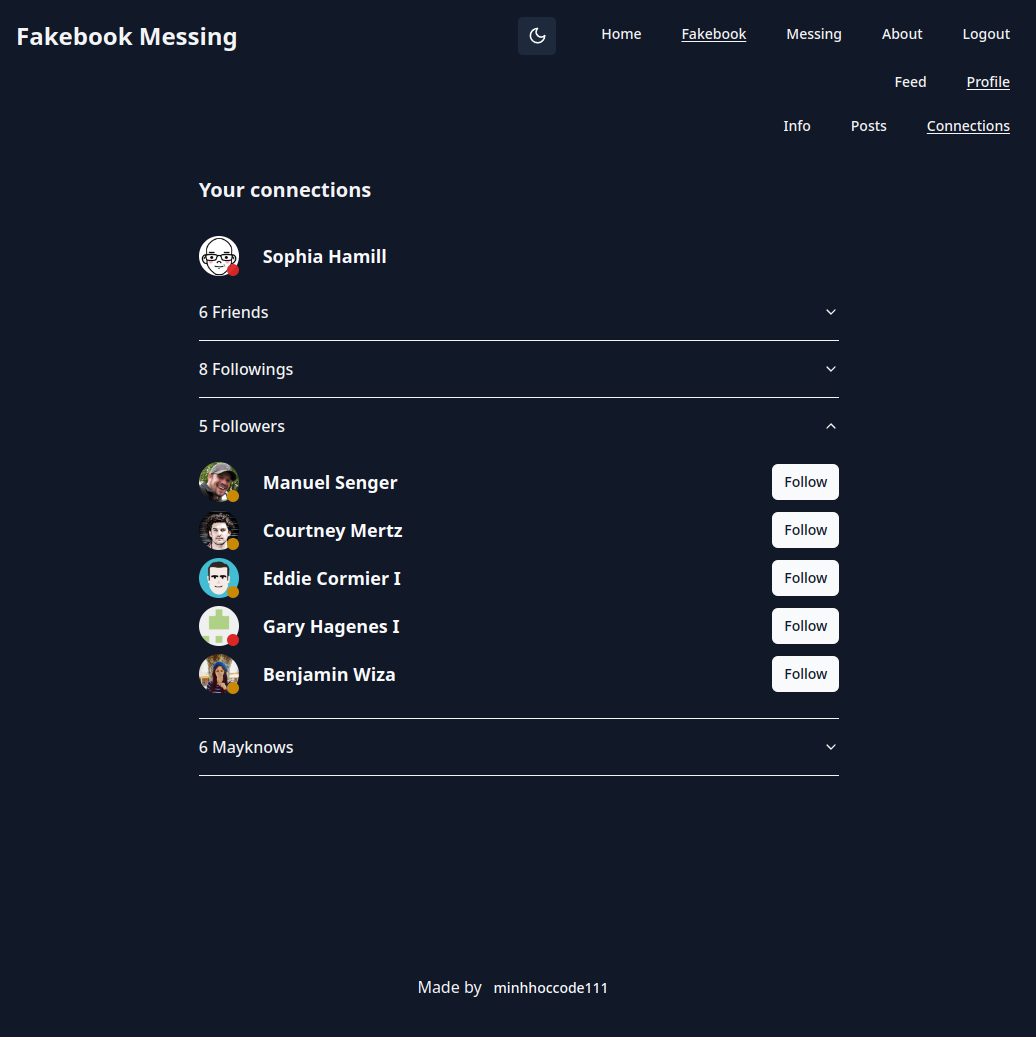 Fakebook Messing
Home Fakebook Messing About Logout
Feed Profile
Info Posts Connections
Your connections
Sophia Hamill
6 Friends
8 Followings
5 Followers
Manuel Senger Follow
Courtney Mertz Follow
Eddie Cormier I Follow
Gary Hagenes I Follow
Benjamin Wiza Follow
6 Mayknows
Made by minhhoccode111